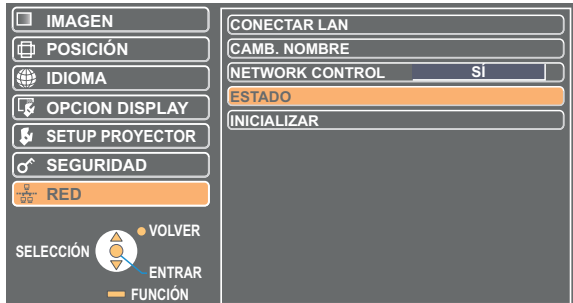 IMAGEN
POSICIÓN
IDIOMA
OPCION DISPLAY
SETUP PROYECTOR
SEGURIDAD
RED
SELECCIÓN
VOLVER
ENTRAR
FUNCIÓN
CONECTAR LAN
CAMB. NOMBRE
NETWORK CONTROL SÍ
ESTADO
INICIALIZAR